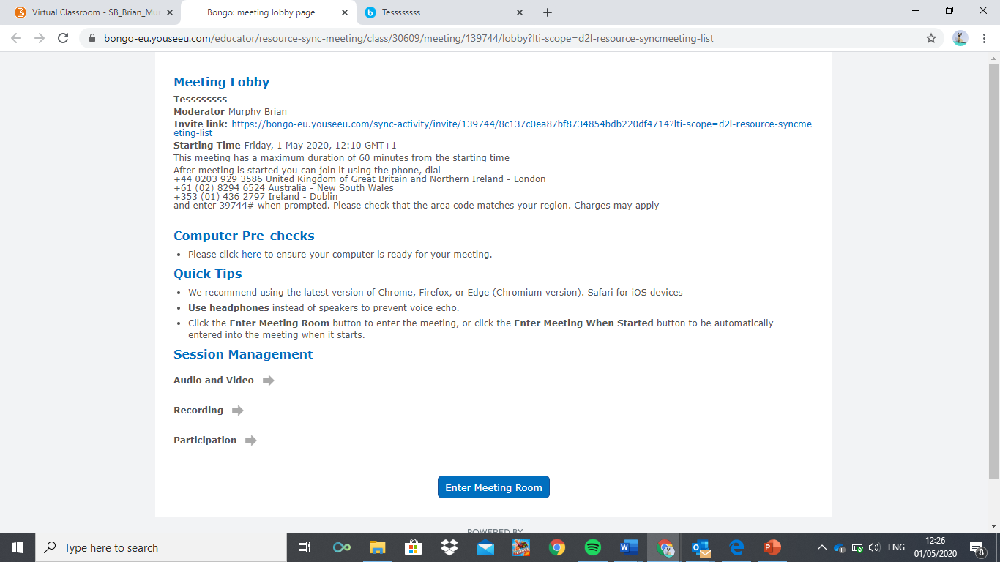 Virtual Classroom - SB_Brian_Mu
Bongo: meeting lobby page
Tesssssssss
bongo-eu.youseeu.com/educator/resource-sync-meeting/class/30609/meeting/139744/lobby?lti-scope=d2l-resource-syncmeeting-list
Meeting Lobby
Tesssssssss
Moderator Murphy Brian
Invite link: https://bongo-eu.youseeu.com/sync-activity/invite/139744/8c137c0ea87bf8734854bdb220df4714?lti-scope=d2l-resource-syncme
eting-list
Starting Time Friday, 1 May 2020, 12:10 GMT+1
This meeting has a maximum duration of 60 minutes from the starting time
After meeting is started you can join it using the phone, dial
+44 0203 929 3586 United Kingdom of Great Britain and Northern Ireland - London
+61 (02) 8294 6524 Australia - New South Wales
+353 (01) 436 2797 Ireland - Dublin
and enter 39744# when prompted. Please check that the area code matches your region. Charges may apply
Computer Pre-checks
• Please click here to ensure your computer is ready for your meeting.
Quick Tips
• We recommend using the latest version of Chrome, Firefox, or Edge (Chromium version). Safari for iOS devices
• Use headphones instead of speakers to prevent voice echo.
• Click the Enter Meeting Room button to enter the meeting, or click the Enter Meeting When Started button to be automatically
entered into the meeting when it starts.
Session Management
Audio and Video
Recording
Participation
Enter Meeting Room
POWERED BY
Type here to search
ENG
12:26
01/05/2020
8